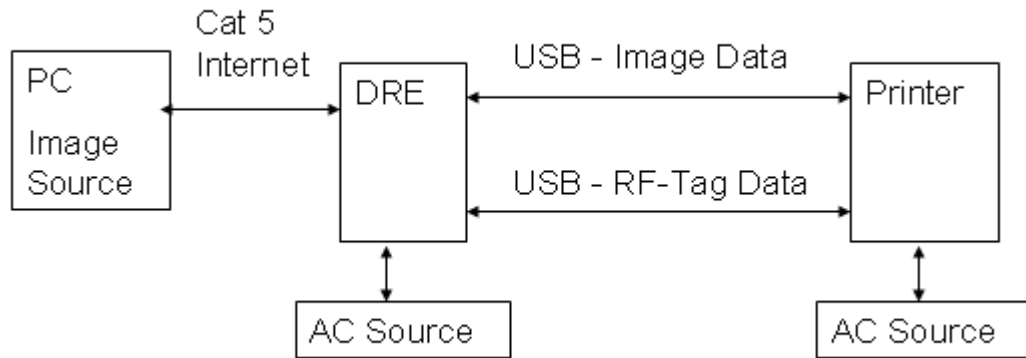 Cat 5
Internet
PC
Image
Source
DRE
USB - Image Data
USB - RF-Tag Data
Printer
AC Source
AC Source